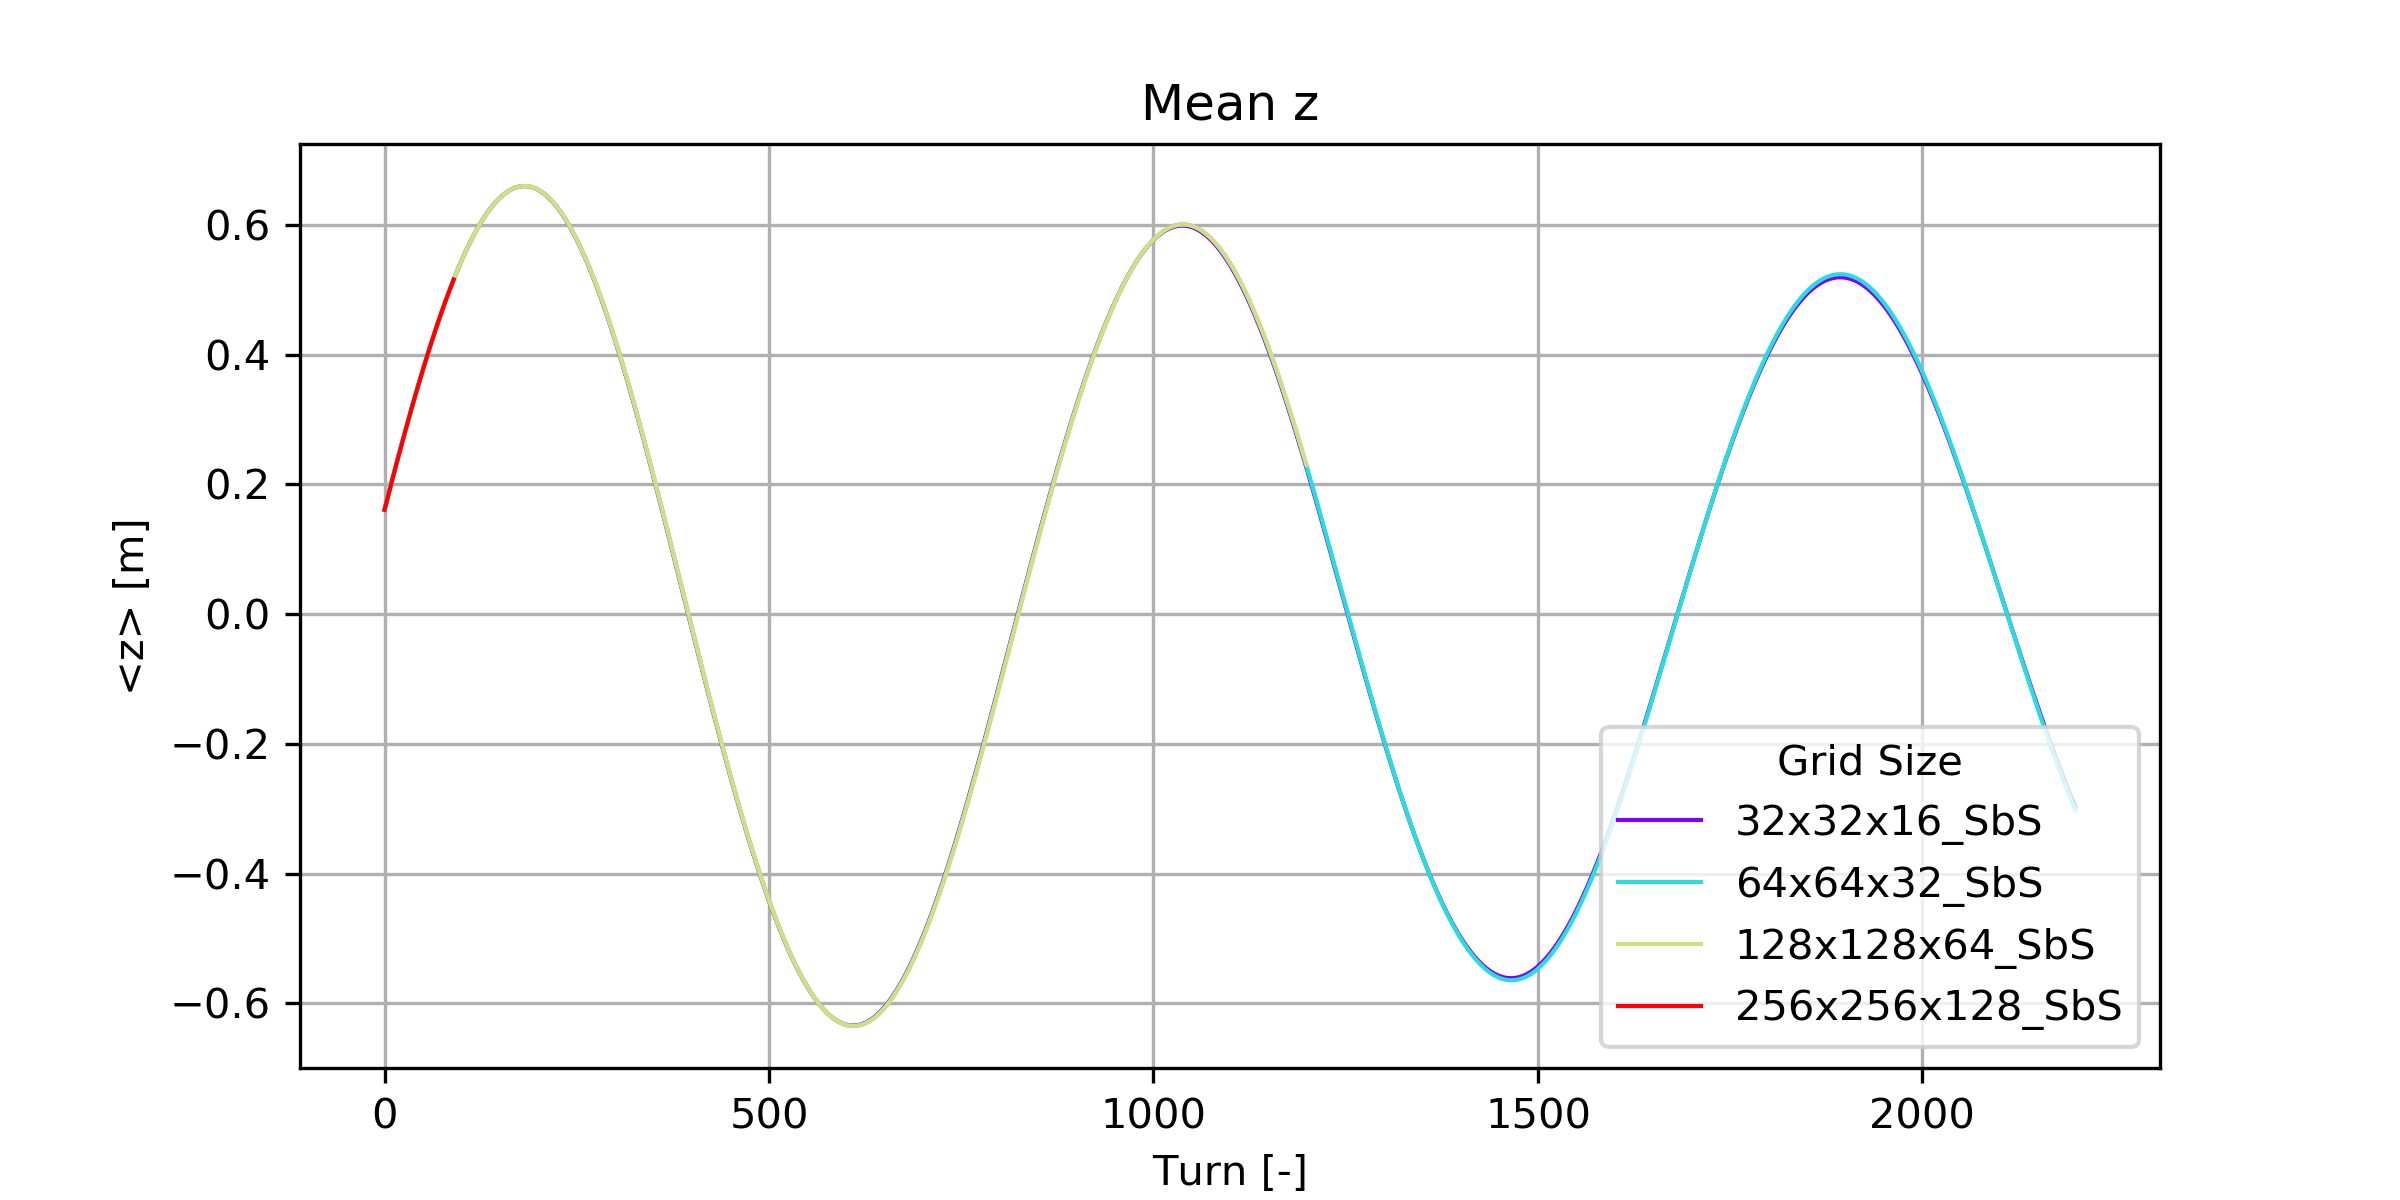 Mean z
<z> [m]
0.6
0.4
0.2
0.0
−0.2
−0.4
−0.6
Grid Size
32x32x16_SbS
64x64x32_SbS
128x128x64_SbS
256x256x128_SbS
0 500 1000 1500 2000
Turn [-]